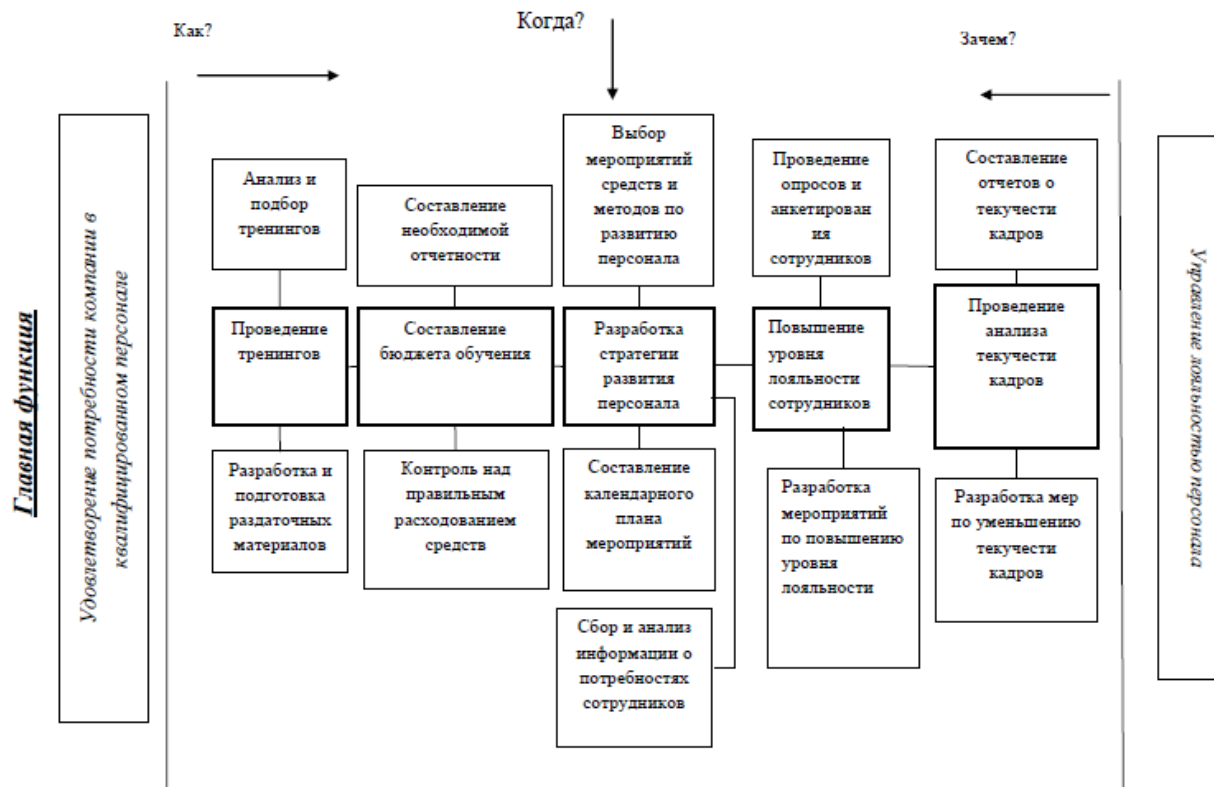 Как?
Когда?
Зачем?
Главная функция
Удовлетворение потребности компании в
квалифицированном персонале
Анализ и
подбор
тренингов
Составление
необходимой
отчетности
Выбор
мероприятий
средств и
методов по
развитию
персонала
Проведение
опросов и
анкетирован
ия
сотрудников
Составление
отчетов о
текучести
кадров
Проведение
тренингов
Составление
бюджета обучения
Разработка
стратегии
развития
персонала
Повышение
уровня
лояльности
сотрудников
Проведение
анализа
текучести
кадров
Разработка и
подготовка
раздаточных
материалов
Контроль над
правильным
расходованием
средств
Составление
календарного
плана
мероприятий
Разработка
мероприятий
по повышению
уровня
лояльности
Разработка мер
по уменьшению
текучести
кадров
Сбор и анализ
информации о
потребностях
сотрудников
Управление лояльностью персонала